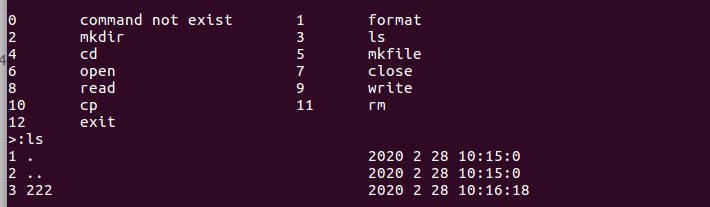 0 command not exist 1 format
2 mkdir 3 ls
4 cd 5 mkfile
6 open 7 close
8 read 9 write
10 cp 11 rm
12 exit
>:ls
1 . 2020 2 28 10:15:0
2 .. 2020 2 28 10:15:0
3 222 2020 2 28 10:16:18